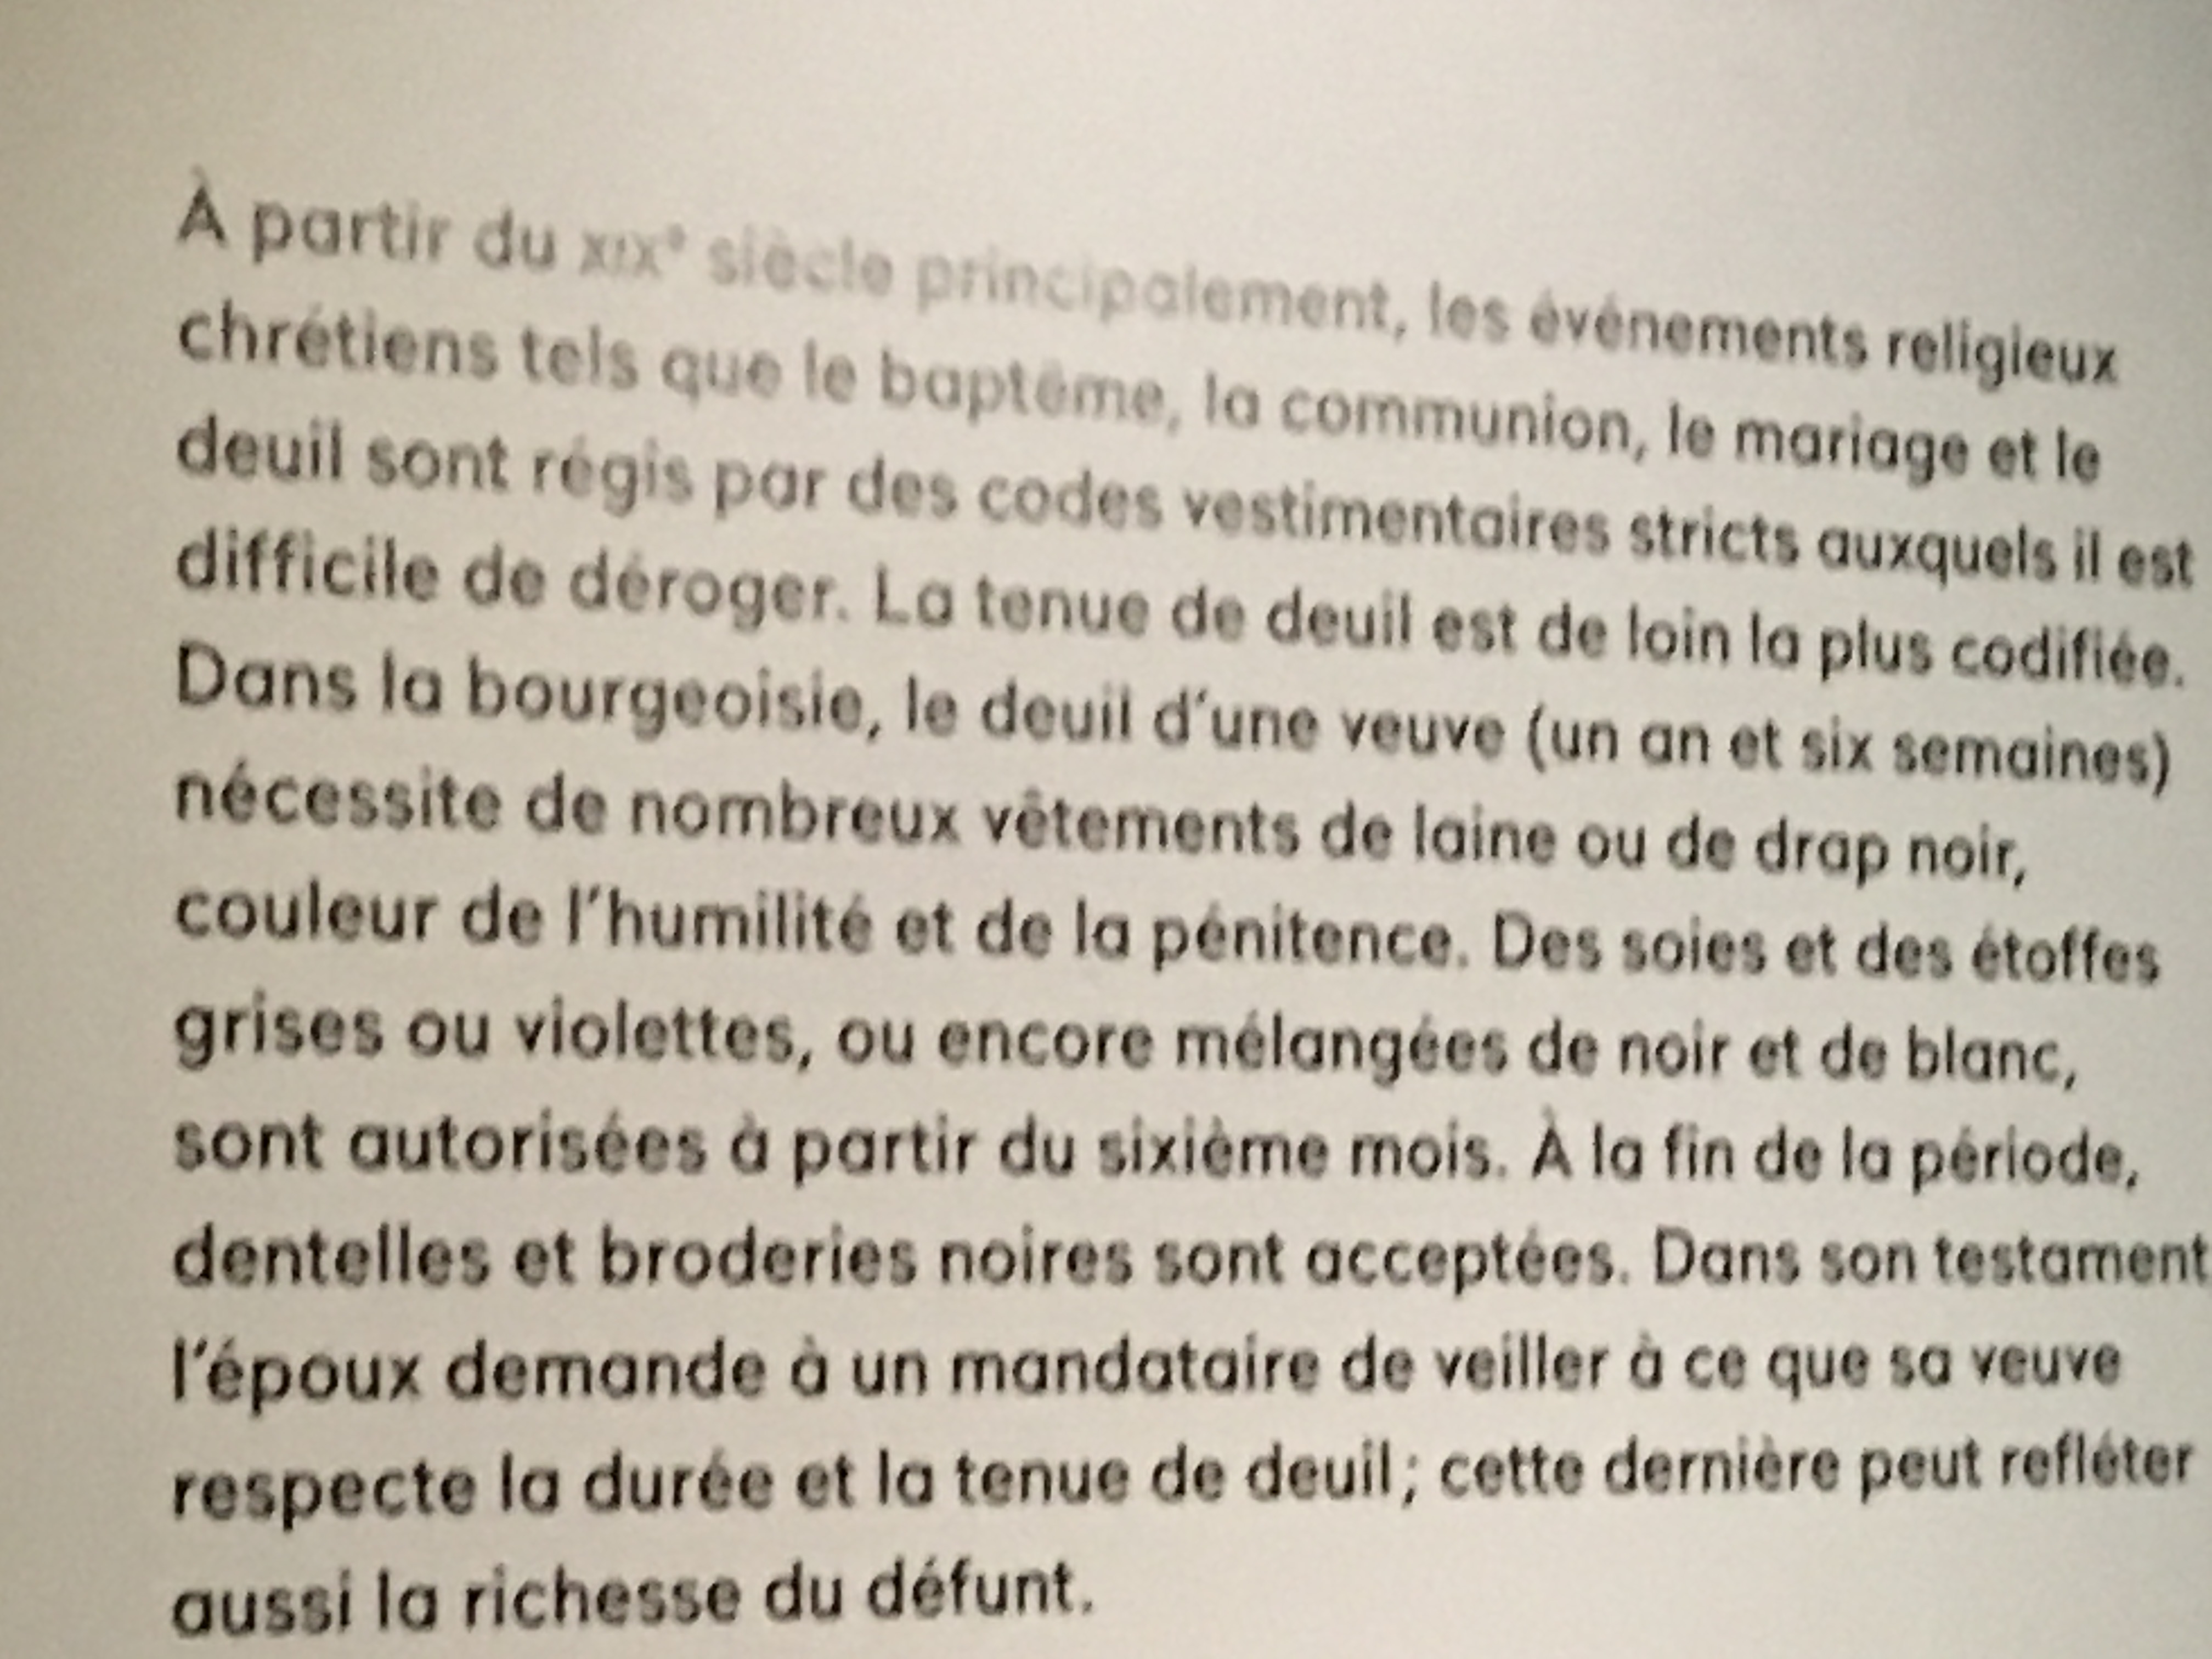 À partir du XIXe siècle principalement, les événements religieux
chrétiens tels que le baptême, la communion, le mariage et le
deuil sont régis par des codes vestimentaires stricts auxquels il est
difficile de déroger. La tenue de deuil est de loin la plus codifiée.
Dans la bourgeoisie, le deuil d'une veuve (un an et six semaines)
nécessite de nombreux vêtements de laine ou de drap noir,
couleur de l'humilité et de la pénitence. Des soies et des étoffes
grises ou violettes, ou encore mélangées de noir et de blanc,
sont autorisées à partir du sixième mois. À la fin de la période,
dentelles et broderies noires sont acceptées. Dans son testament
l'époux demande à un mandataire de veiller à ce que sa veuve
respecte la durée et la tenue de deuil ; cette dernière peut refléter
aussi la richesse du défunt.